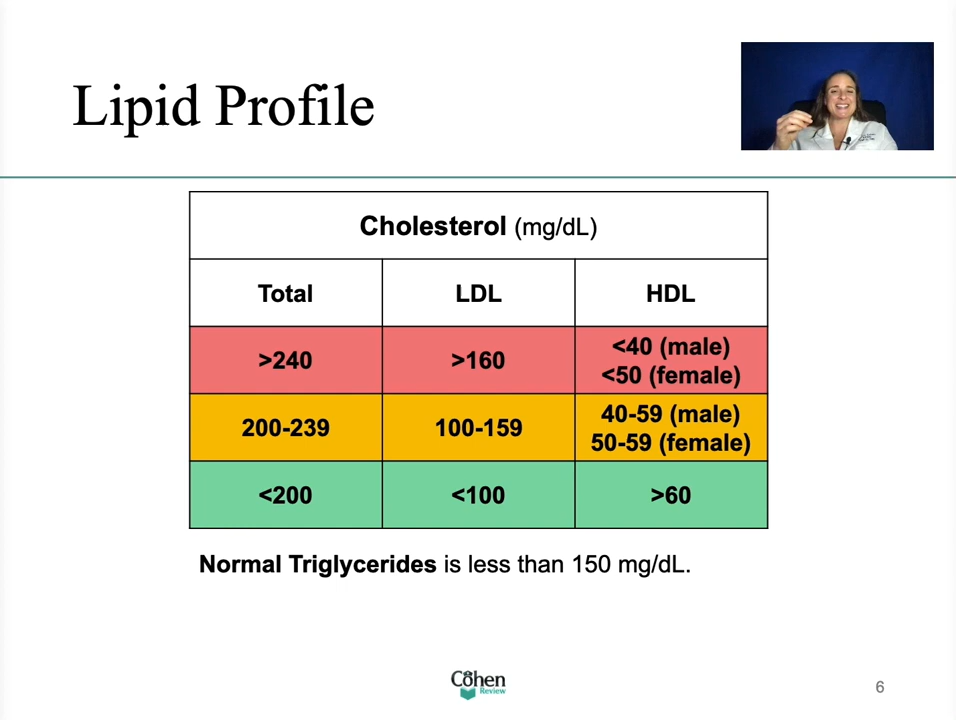 Lipid Profile
Cholesterol (mg/dL)
Total LDL HDL
>240 >160 <40 (male)
<50 (female)
200-239 100-159 40-59 (male)
50-59 (female)
<200 <100 >60
Normal Triglycerides is less than 150 mg/dL.
Cohen
Review
6